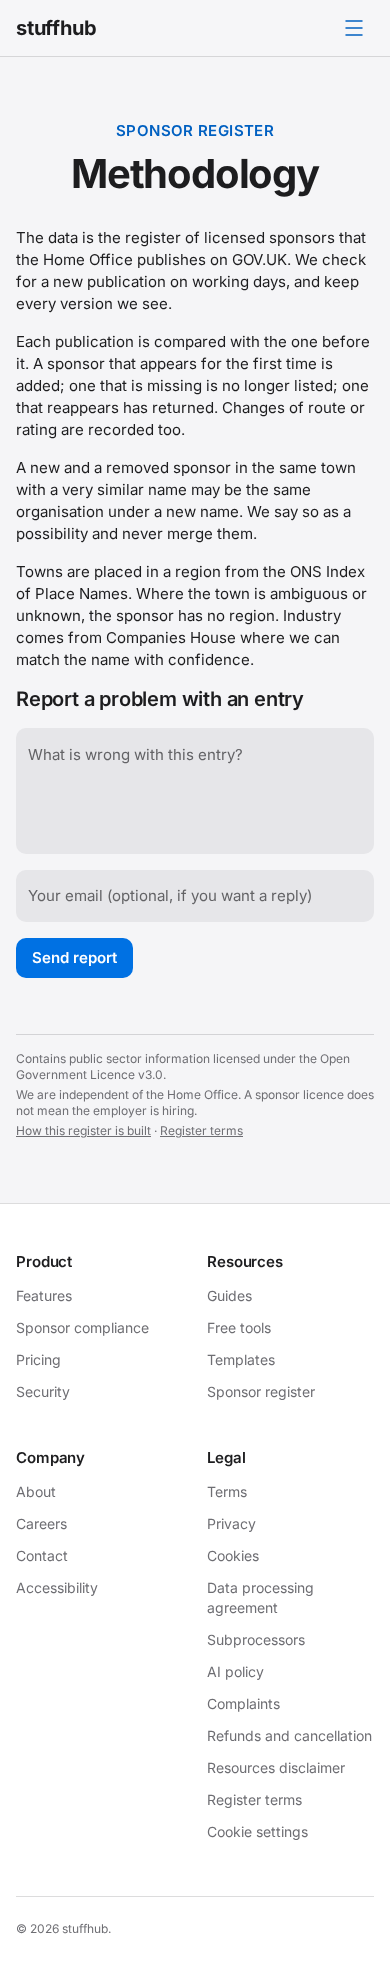 stuffhub
SPONSOR REGISTER
Methodology
The data is the register of licensed sponsors that
the Home Office publishes on GOV.UK. We check
for a new publication on working days, and keep
every version we see.
Each publication is compared with the one before
it. A sponsor that appears for the first time is
added; one that is missing is no longer listed; one
that reappears has returned. Changes of route or
rating are recorded too.
A new and a removed sponsor in the same town
with a very similar name may be the same
organisation under a new name. We say so as a
possibility and never merge them.
Towns are placed in a region from the ONS Index
of Place Names. Where the town is ambiguous or
unknown, the sponsor has no region. Industry
comes from Companies House where we can
match the name with confidence.
Report a problem with an entry
What is wrong with this entry?
Your email (optional, if you want a reply)
Send report
Contains public sector information licensed under the Open
Government Licence v3.0.
We are independent of the Home Office. A sponsor licence does
not mean the employer is hiring.
How this register is built · Register terms
Product
Features
Sponsor compliance
Pricing
Security
Resources
Guides
Free tools
Templates
Sponsor register
Company
About
Careers
Contact
Accessibility
Legal
Terms
Privacy
Cookies
Data processing
agreement
Subprocessors
AI policy
Complaints
Refunds and cancellation
Resources disclaimer
Register terms
Cookie settings
© 2026 stuffhub.